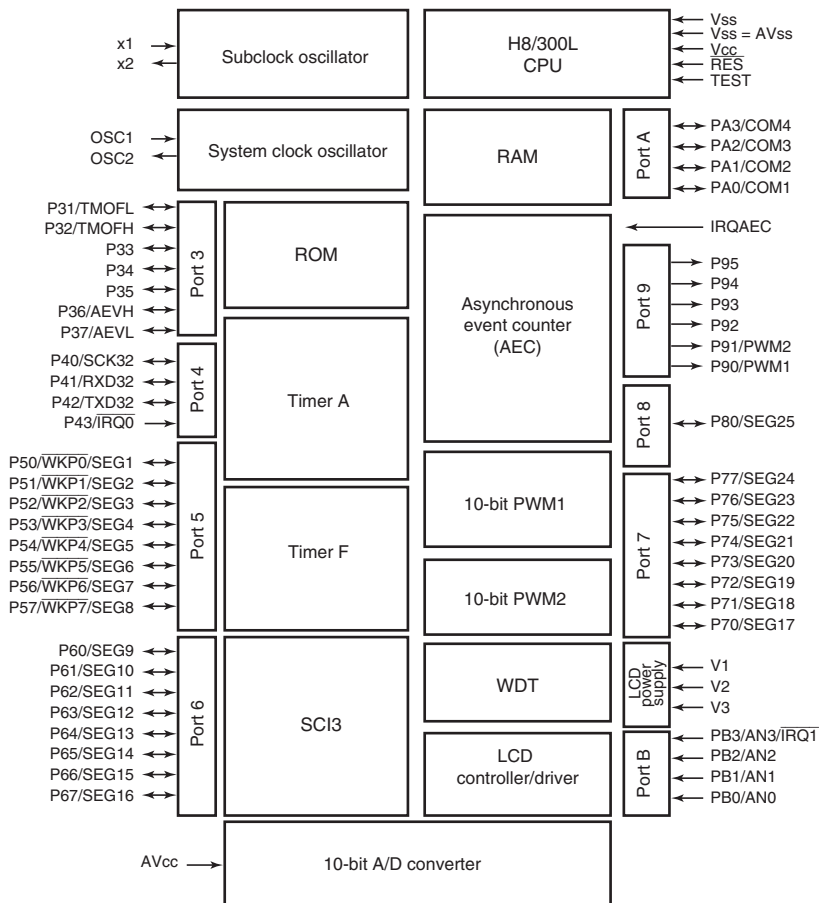 x1
x2
Subclock oscillator
H8/300L
CPU
Vss
Vss = AVss
Vcc
RES
TEST
OSC1
OSC2
System clock oscillator
RAM
Port A
PA3/COM4
PA2/COM3
PA1/COM2
PA0/COM1
P31/TMOFL
P32/TMOFH
P33
P34
P35
P36/AEVH
P37/AEVL
Port 3
ROM
Asynchronous
event counter
(AEC)
IRQAEC
Port 9
P95
P94
P93
P92
P91/PWM2
P90/PWM1
P40/SCK32
P41/RXD32
P42/TXD32
P43/IRQ0
Port 4
Timer A
Port 8
P80/SEG25
P50/WKP0/SEG1
P51/WKP1/SEG2
P52/WKP2/SEG3
P53/WKP3/SEG4
P54/WKP4/SEG5
P55/WKP5/SEG6
P56/WKP6/SEG7
P57/WKP7/SEG8
Port 5
Timer F
10-bit PWM1
10-bit PWM2
Port 7
P77/SEG24
P76/SEG23
P75/SEG22
P74/SEG21
P73/SEG20
P72/SEG19
P71/SEG18
P70/SEG17
P60/SEG9
P61/SEG10
P62/SEG11
P63/SEG12
P64/SEG13
P65/SEG14
P66/SEG15
P67/SEG16
Port 6
SCI3
WDT
LCD
power
supply
V1
V2
V3
LCD
controller/driver
Port B
PB3/AN3/IRQ1
PB2/AN2
PB1/AN1
PB0/AN0
AVcc
10-bit A/D converter